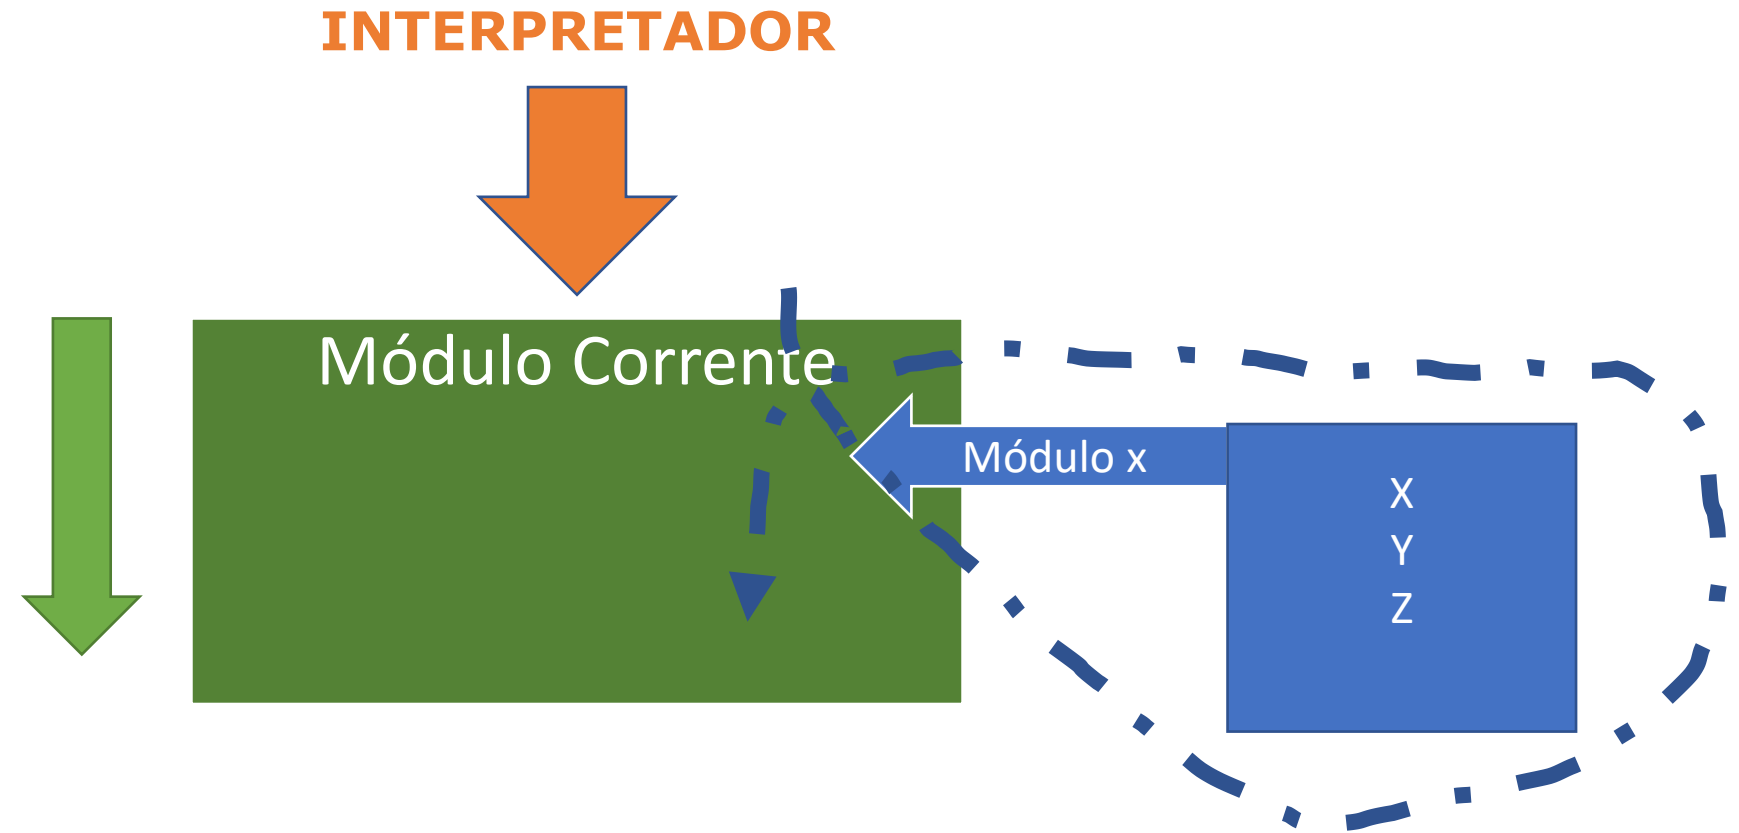 INTERPRETADOR
Módulo Corrente
Módulo x
X
Y
Z